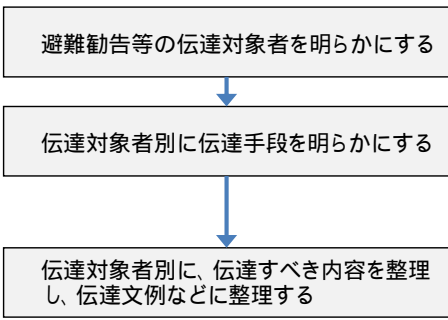 避難勧告等の伝達対象者を明らかにする
伝達対象者別に伝達手段を明らかにする
伝達対象者別に、伝達すべき内容を整理
し、伝達文例などに整理する